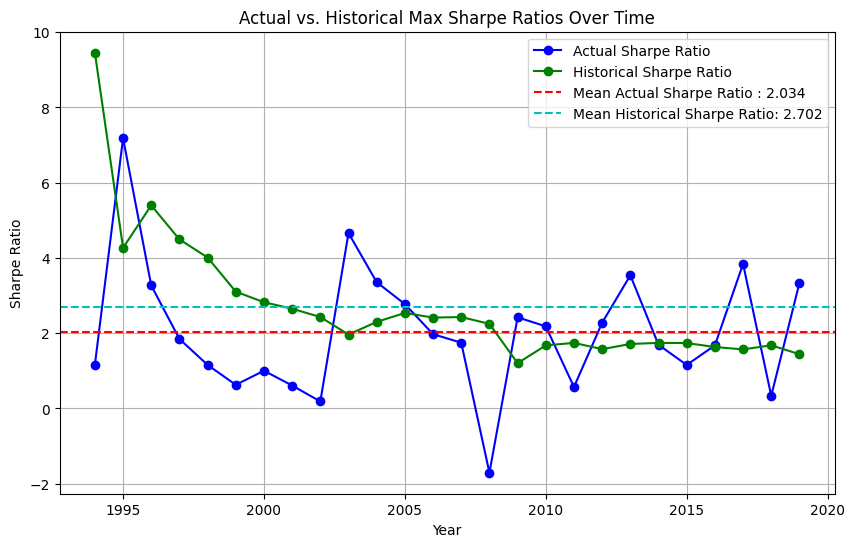 Actual vs. Historical Max Sharpe Ratios Over Time
Actual Sharpe Ratio
Historical Sharpe Ratio
Mean Actual Sharpe Ratio : 2.034
Mean Historical Sharpe Ratio: 2.702
10
8
6
4
2
0
−2
Sharpe Ratio
1995
2000
2005
2010
2015
2020
Year